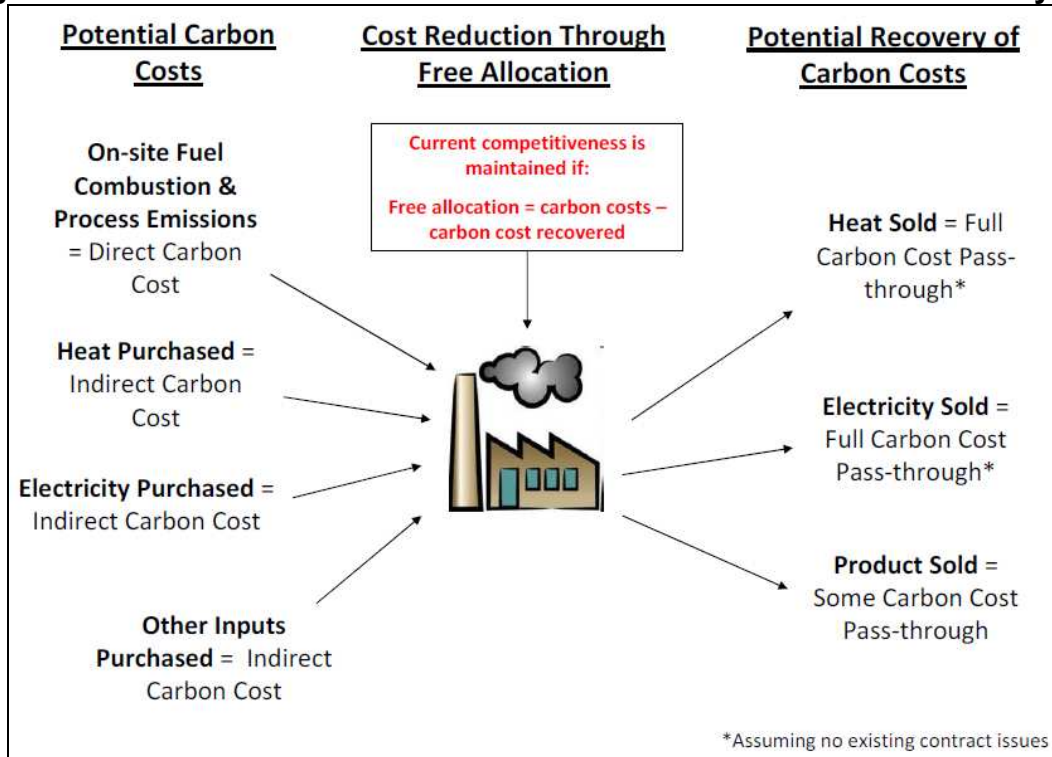 Potential Carbon
Costs
Cost Reduction Through
Free Allocation
Potential Recovery of
Carbon Costs
On-site Fuel
Combustion &
Process Emissions
= Direct Carbon
Cost
Heat Purchased =
Indirect Carbon
Cost
Electricity Purchased =
Indirect Carbon Cost
Other Inputs
Purchased = Indirect
Carbon Cost
Current competitiveness is
maintained if:
Free allocation = carbon costs –
carbon cost recovered
Heat Sold = Full
Carbon Cost Pass-
through*
Electricity Sold =
Full Carbon Cost
Pass-through*
Product Sold =
Some Carbon Cost
Pass-through
*Assuming no existing contract issues